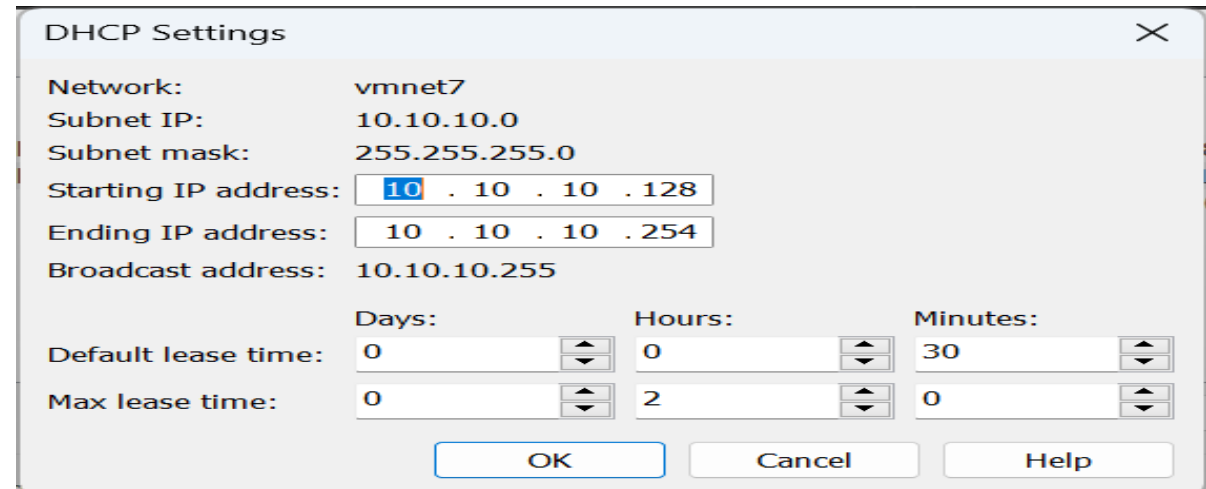 DHCP Settings
Network: vmnet7
Subnet IP: 10.10.10.0
Subnet mask: 255.255.255.0
Starting IP address: 10 . 10 . 10 . 128
Ending IP address: 10 . 10 . 10 . 254
Broadcast address: 10.10.10.255
Days: Hours: Minutes:
Default lease time: 0 0 30
Max lease time: 0 2 0
OK Cancel Help